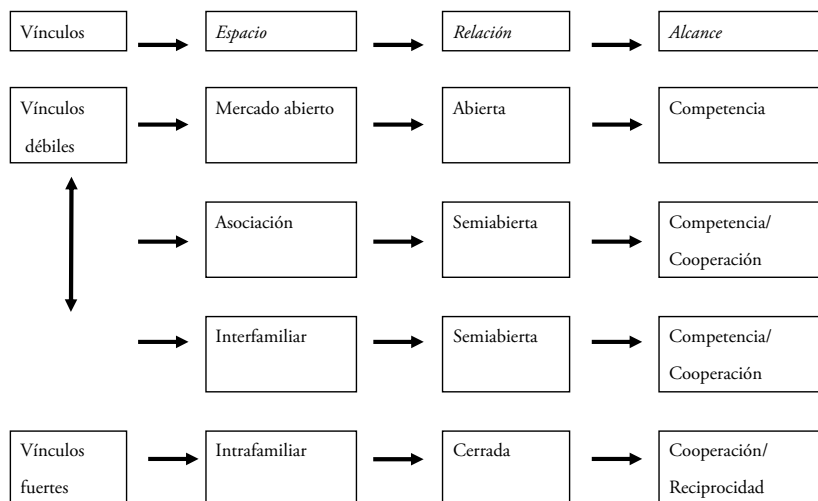 Vínculos
Espacio
Relación
Alcance
Vínculos
débiles
Mercado abierto
Abierta
Competencia
Asociación
Semiabierta
Competencia/
Cooperación
Interfamiliar
Semiabierta
Competencia/
Cooperación
Vínculos
fuertes
Intrafamiliar
Cerrada
Cooperación/
Reciprocidad